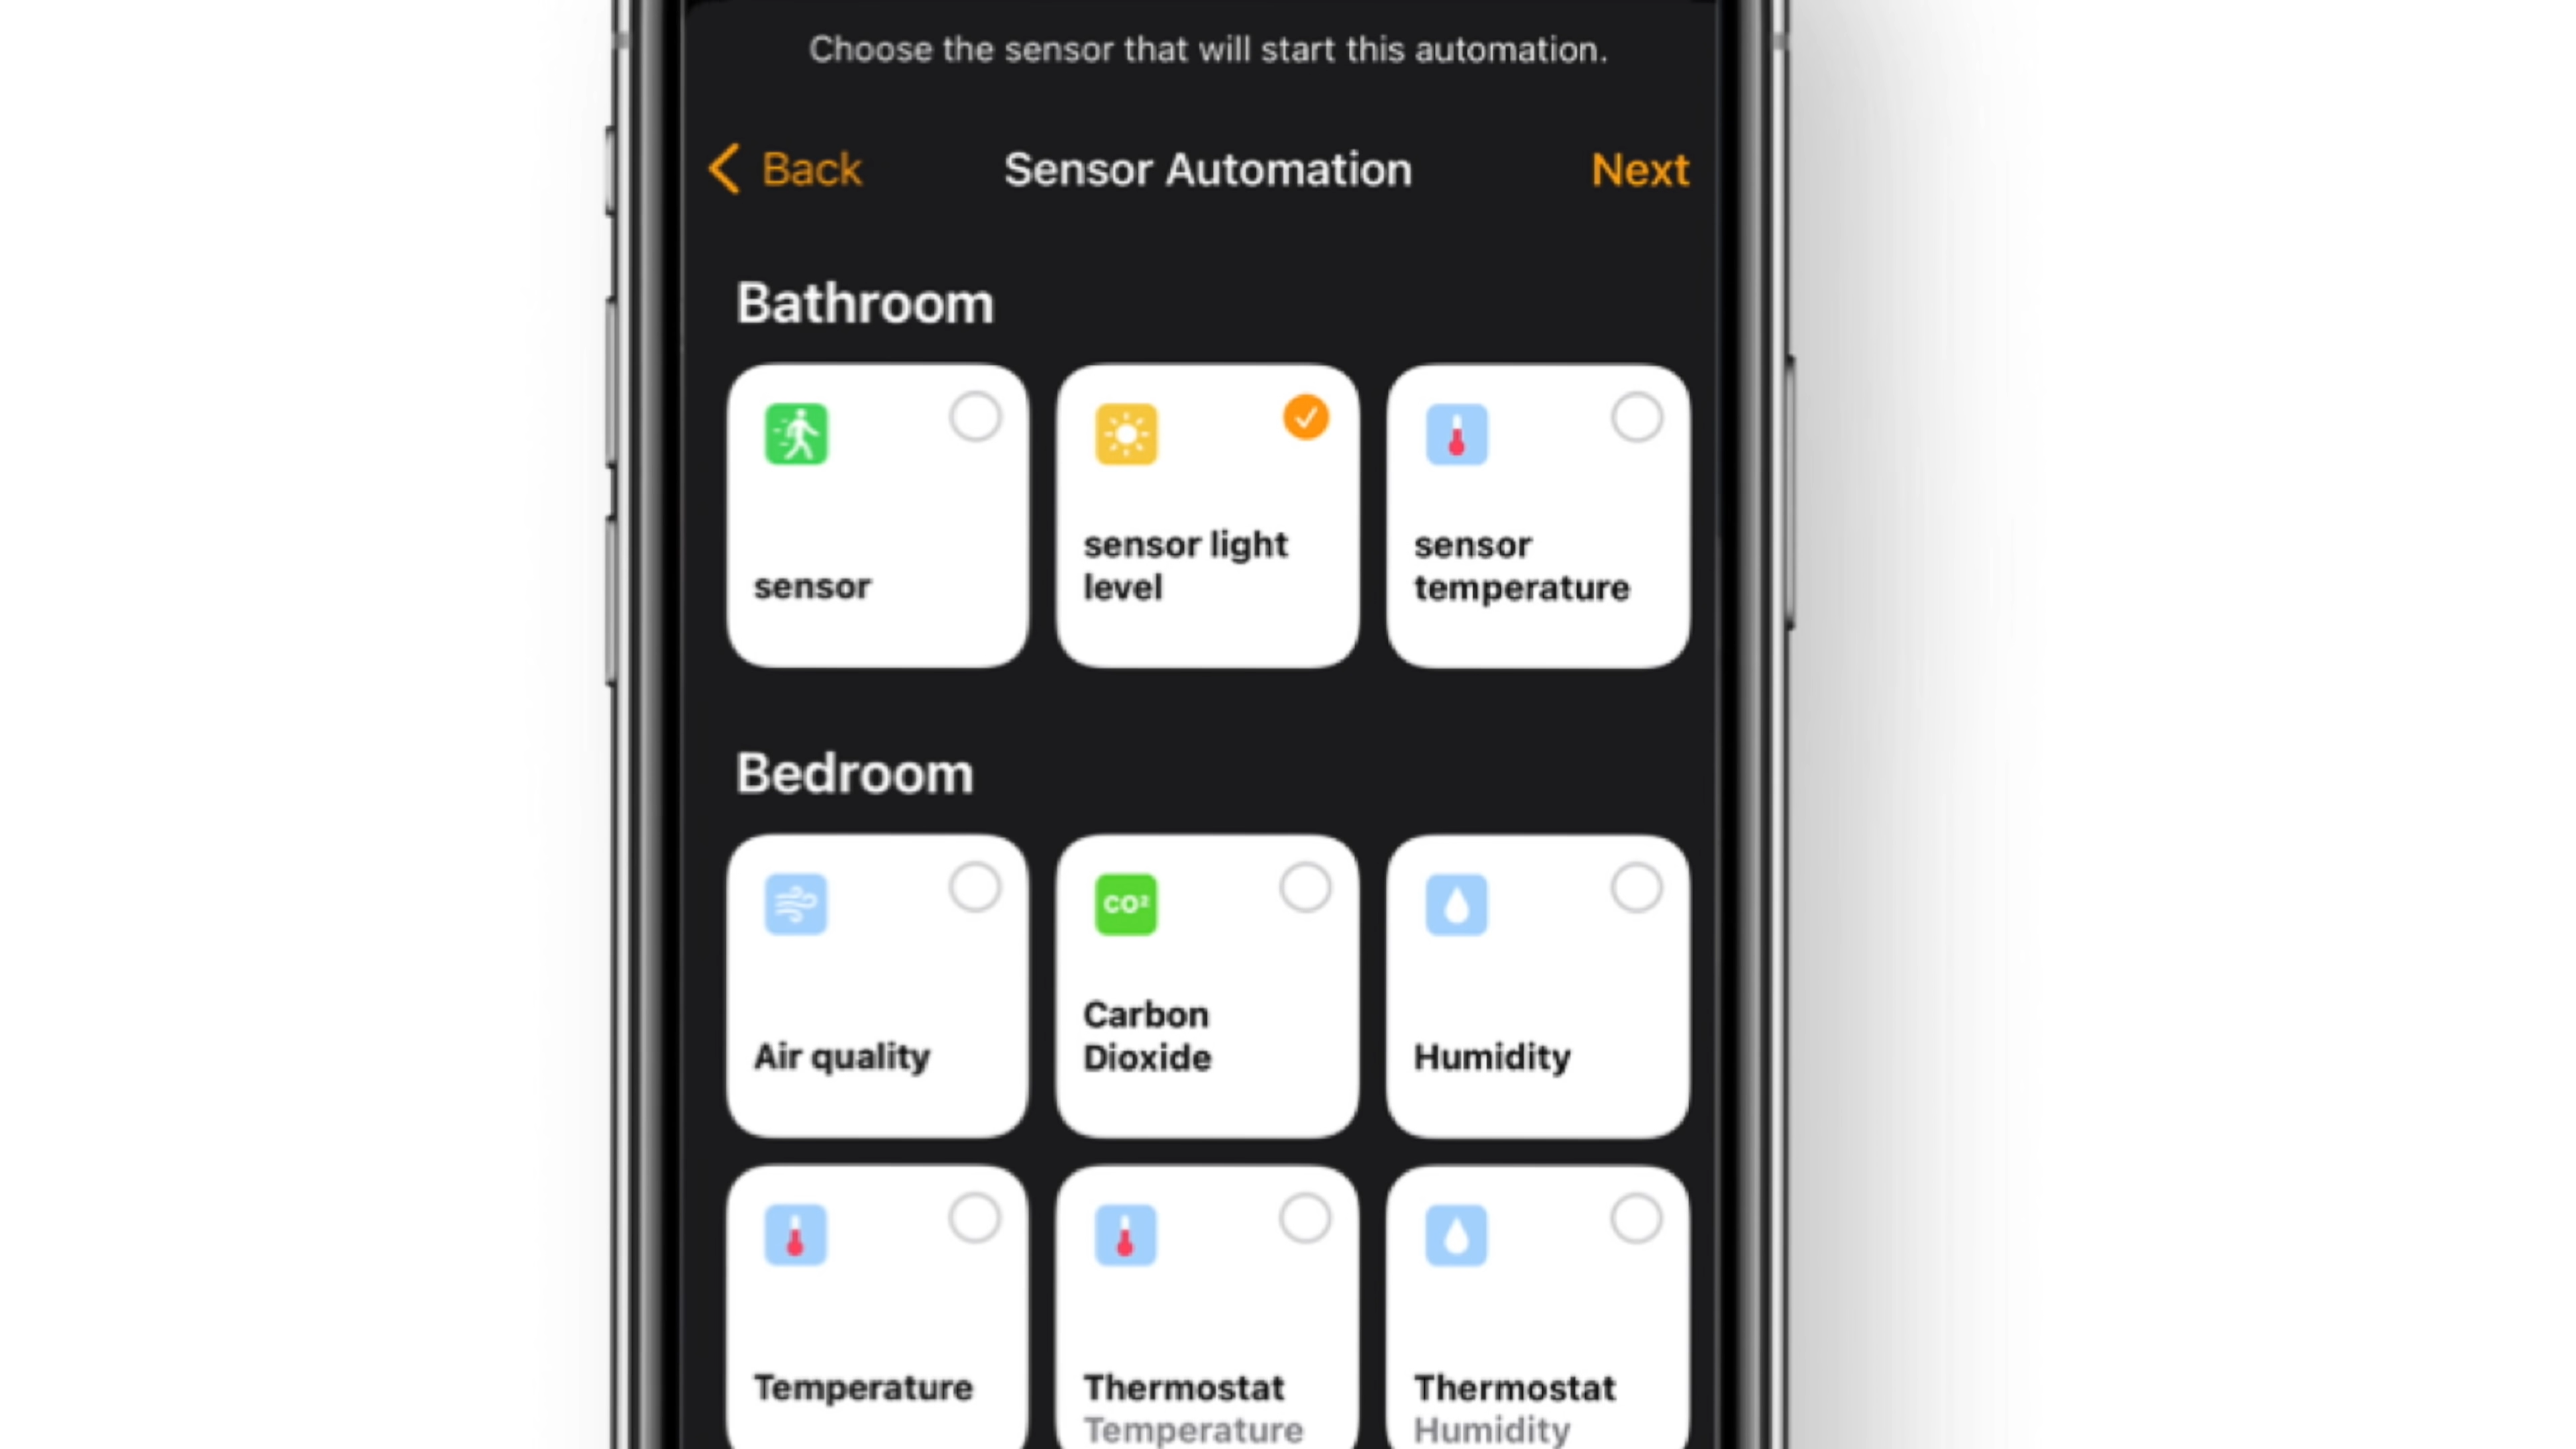 Choose the sensor that will start this automation.
Back Sensor Automation Next
Bathroom
sensor
sensor light
level
sensor
temperature
Bedroom
Air quality
CO²
Carbon
Dioxide
Humidity
Temperature
Thermostat
Temperature
Thermostat
Humidity